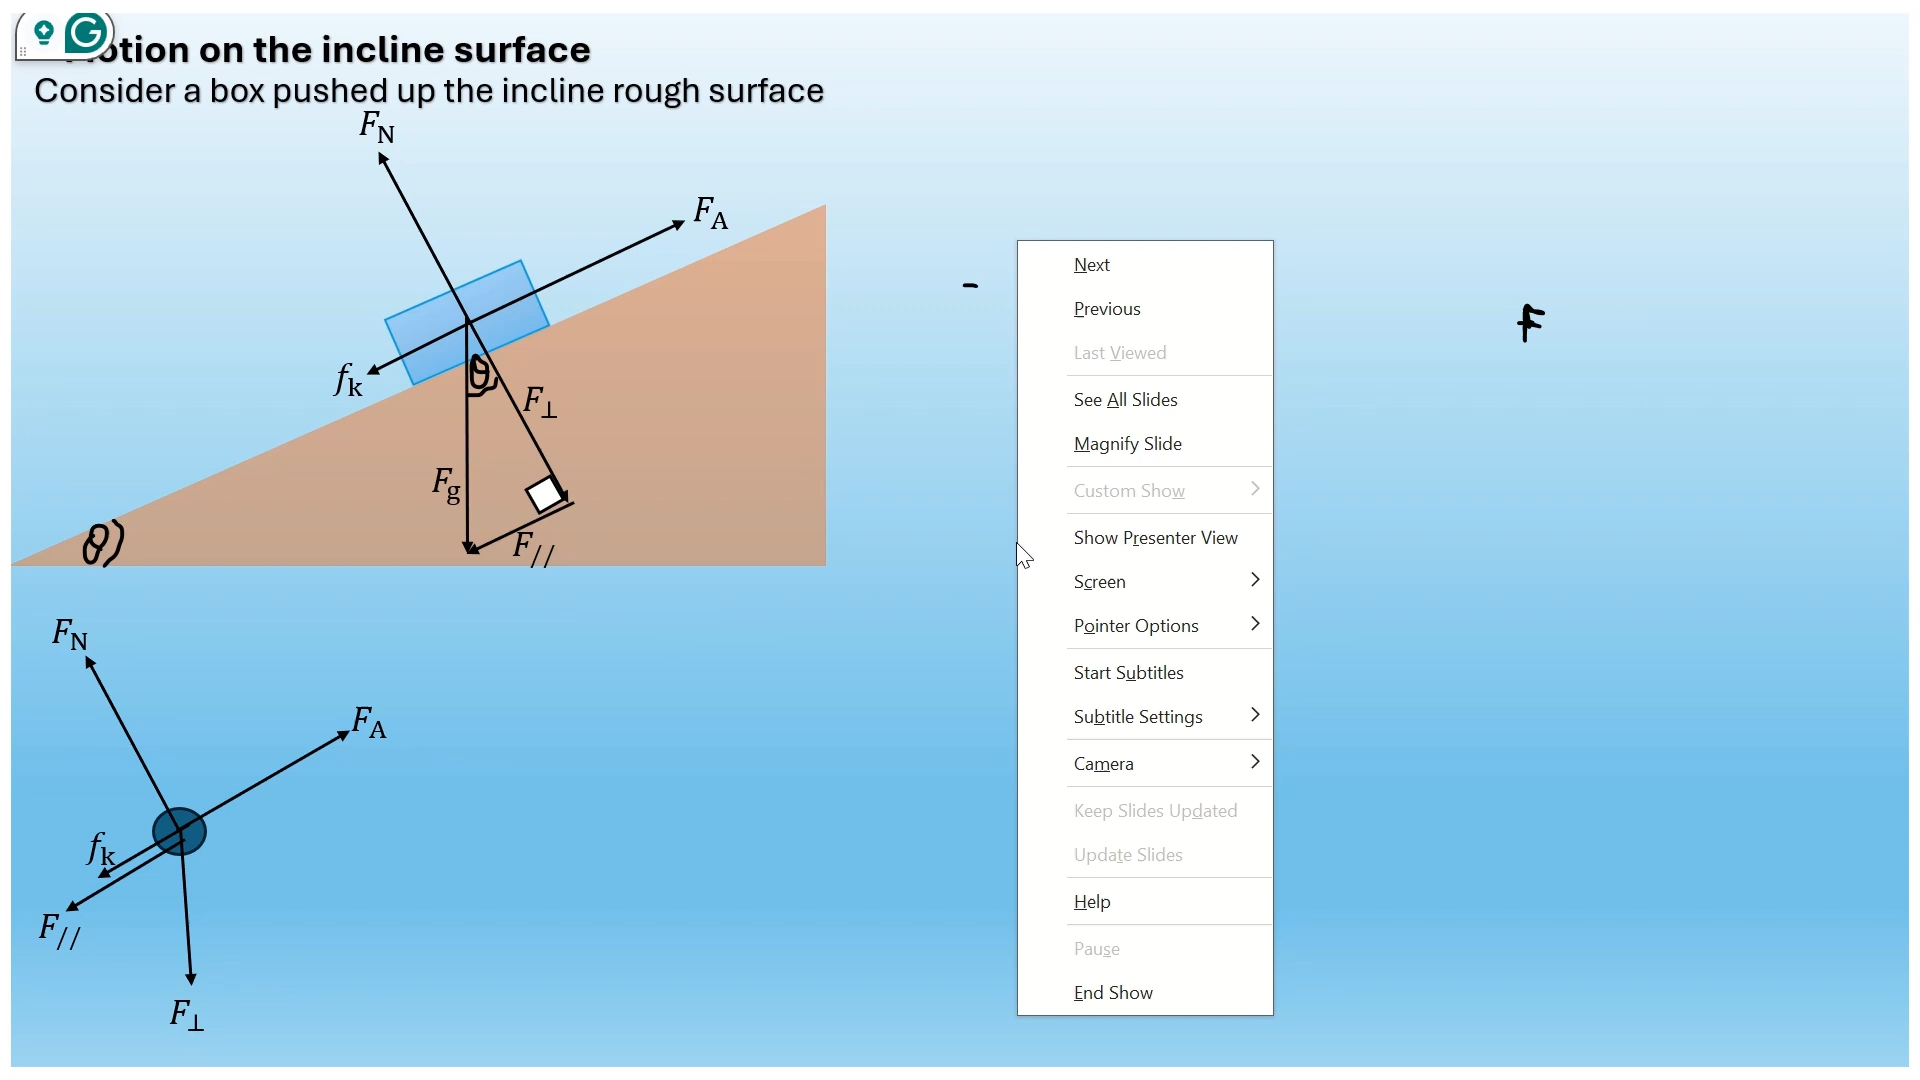 otion on the incline surface
Consider a box pushed up the incline rough surface
F_N
F_A
f_k
θ
F_⊥
F_g
F_//
θ
F_N
F_A
f_k
F_//
F_⊥
-
F
Next
Previous
Last Viewed
See All Slides
Magnify Slide
Custom Show
Show Presenter View
Screen
Pointer Options
Start Subtitles
Subtitle Settings
Camera
Keep Slides Updated
Update Slides
Help
Pause
End Show